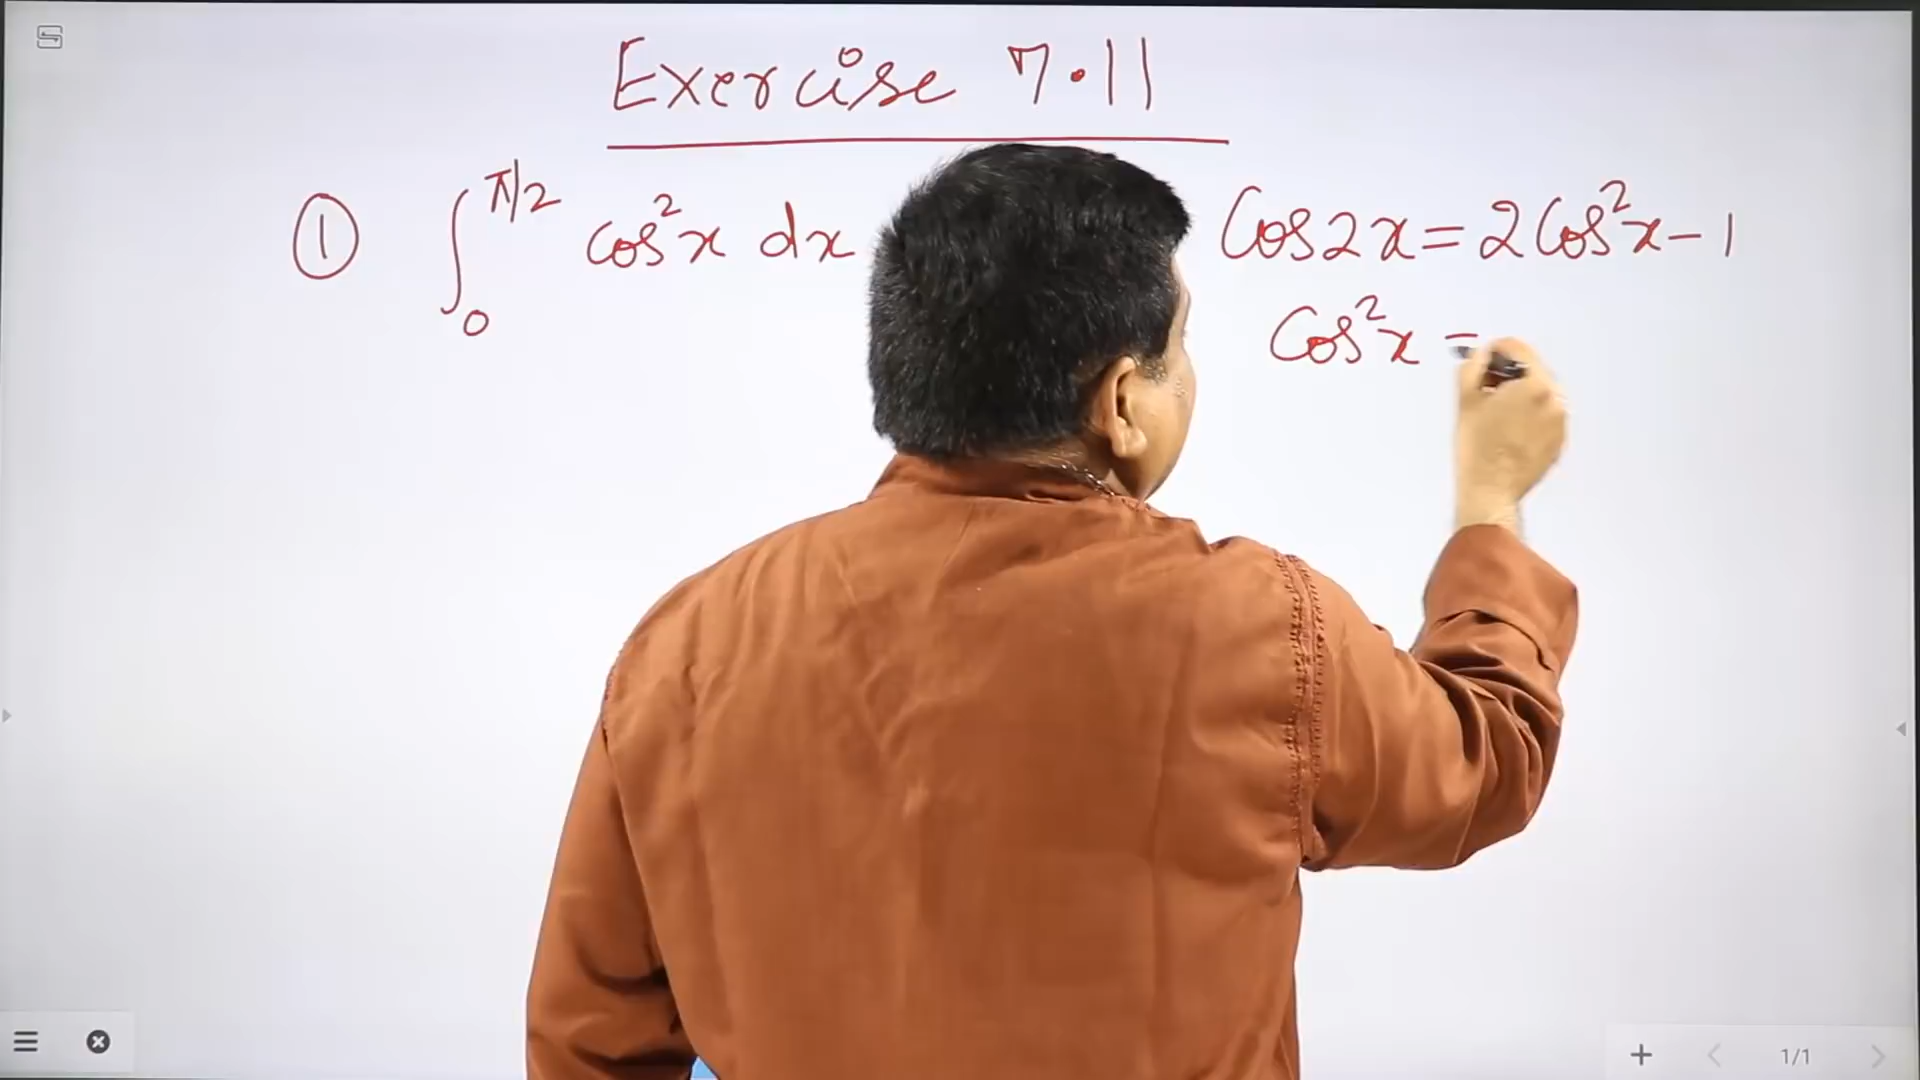 Exercise 7.11
① ∫₀^π/2 cos²x dx
Cos2x = 2Cos²x - 1
Cos²x =
1/1